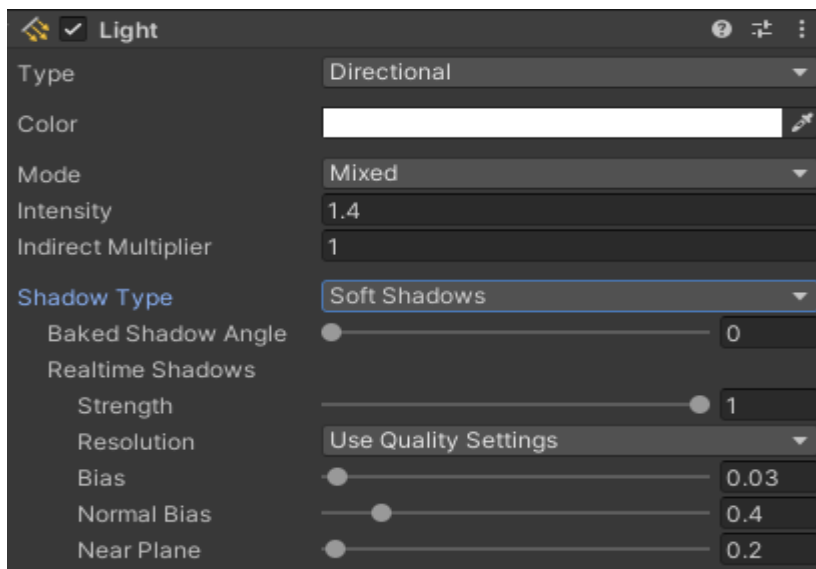 Light
Type Directional
Color
Mode Mixed
Intensity 1.4
Indirect Multiplier 1
Shadow Type Soft Shadows
Baked Shadow Angle 0
Realtime Shadows
Strength 1
Resolution Use Quality Settings
Bias 0.03
Normal Bias 0.4
Near Plane 0.2